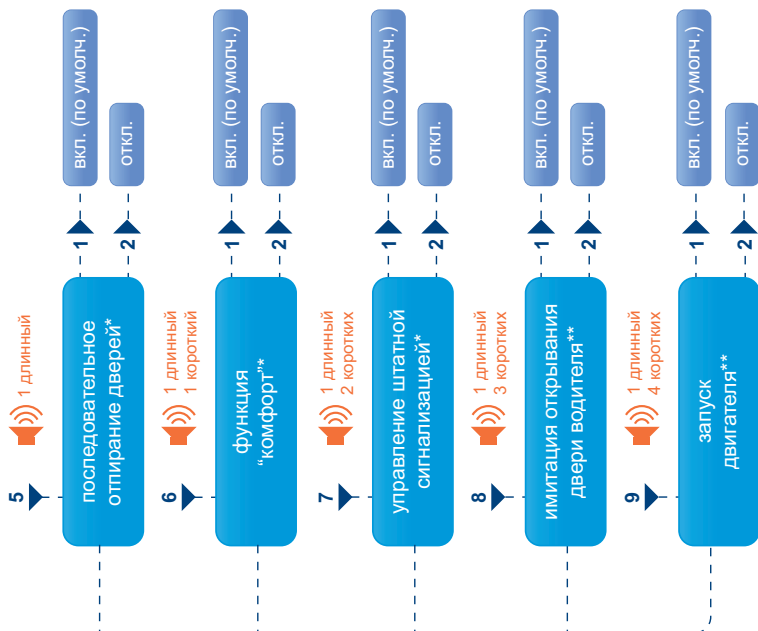 5
1 длинный
последовательное
отпирание дверей*
1
вкл. (по умолч.)
2
откл.
6
1 длинный
1 короткий
функция
“комфорт”*
1
вкл. (по умолч.)
2
откл.
7
1 длинный
2 коротких
управление штатной
сигнализацией*
1
вкл. (по умолч.)
2
откл.
8
1 длинный
3 коротких
имитация открывания
двери водителя**
1
вкл. (по умолч.)
2
откл.
9
1 длинный
4 коротких
запуск
двигателя**
1
вкл. (по умолч.)
2
откл.